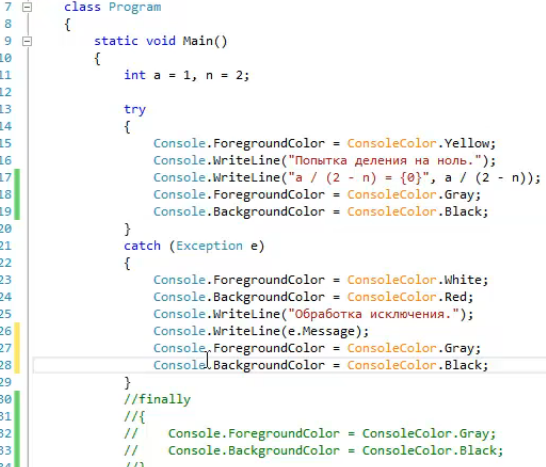 7 class Program
8 {
9 static void Main()
10 {
11 int a = 1, n = 2;
12
13 try
14 {
15 Console.ForegroundColor = ConsoleColor.Yellow;
16 Console.WriteLine("Попытка деления на ноль.");
17 Console.WriteLine("a / (2 - n) = {0}", a / (2 - n));
18 Console.ForegroundColor = ConsoleColor.Gray;
19 Console.BackgroundColor = ConsoleColor.Black;
20 }
21 catch (Exception e)
22 {
23 Console.ForegroundColor = ConsoleColor.White;
24 Console.BackgroundColor = ConsoleColor.Red;
25 Console.WriteLine("Обработка исключения.");
26 Console.WriteLine(e.Message);
27 Console.ForegroundColor = ConsoleColor.Gray;
28 Console.BackgroundColor = ConsoleColor.Black;
29 }
30 //finally
31 //{
32 // Console.ForegroundColor = ConsoleColor.Gray;
33 // Console.BackgroundColor = ConsoleColor.Black;